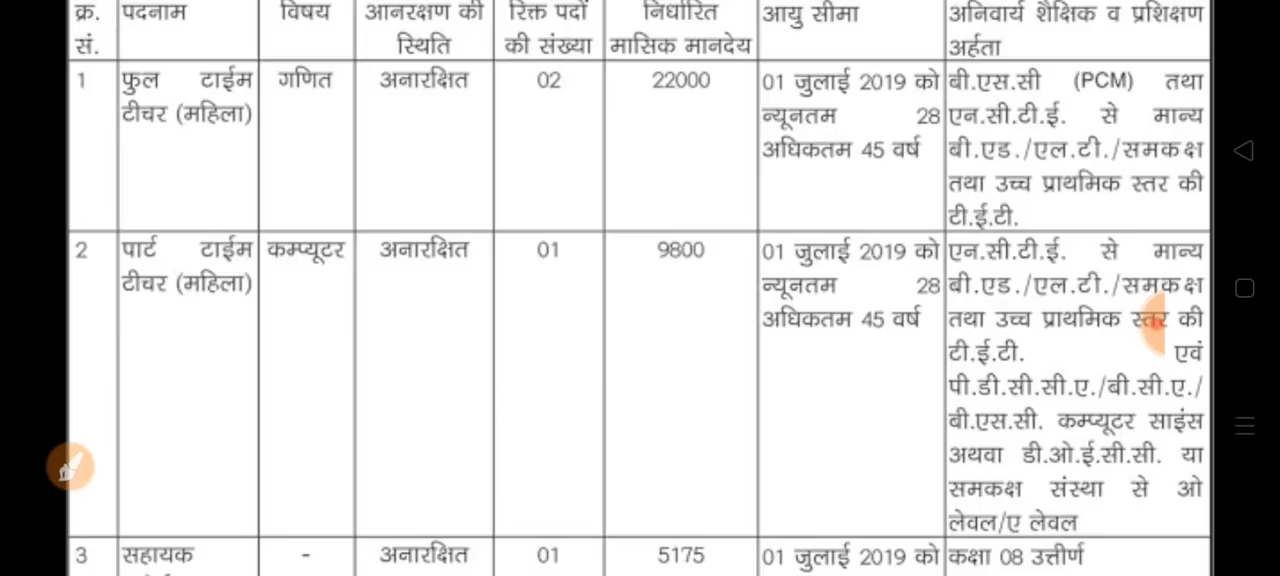 क्र. सं.
पदनाम
विषय
आनरक्षण की स्थिति
रिक्त पदों की संख्या
निर्धारित मासिक मानदेय
आयु सीमा
अनिवार्य शैक्षिक व प्रशिक्षण अर्हता
1
फुल टाईम
टीचर (महिला)
गणित
अनारक्षित
02
22000
01 जुलाई 2019 को
न्यूनतम 28
अधिकतम 45 वर्ष
बी.एस.सी (PCM) तथा
एन.सी.टी.ई. से मान्य
बी.एड./एल.टी./समकक्ष
तथा उच्च प्राथमिक स्तर की
टी.ई.टी.
2
पार्ट टाईम
टीचर (महिला)
कम्प्यूटर
अनारक्षित
01
9800
01 जुलाई 2019 को
न्यूनतम 28
अधिकतम 45 वर्ष
एन.सी.टी.ई. से मान्य
बी.एड./एल.टी./समकक्ष
तथा उच्च प्राथमिक स्तर की
टी.ई.टी. एवं
पी.डी.सी.सी.ए./बी.सी.ए./
बी.एस.सी. कम्प्यूटर साइंस
अथवा डी.ओ.ई.सी.सी. या
समकक्ष संस्था से ओ
लेवल/ए लेवल
3
सहायक
-
अनारक्षित
01
5175
01 जुलाई 2019 को
कक्षा 08 उत्तीर्ण